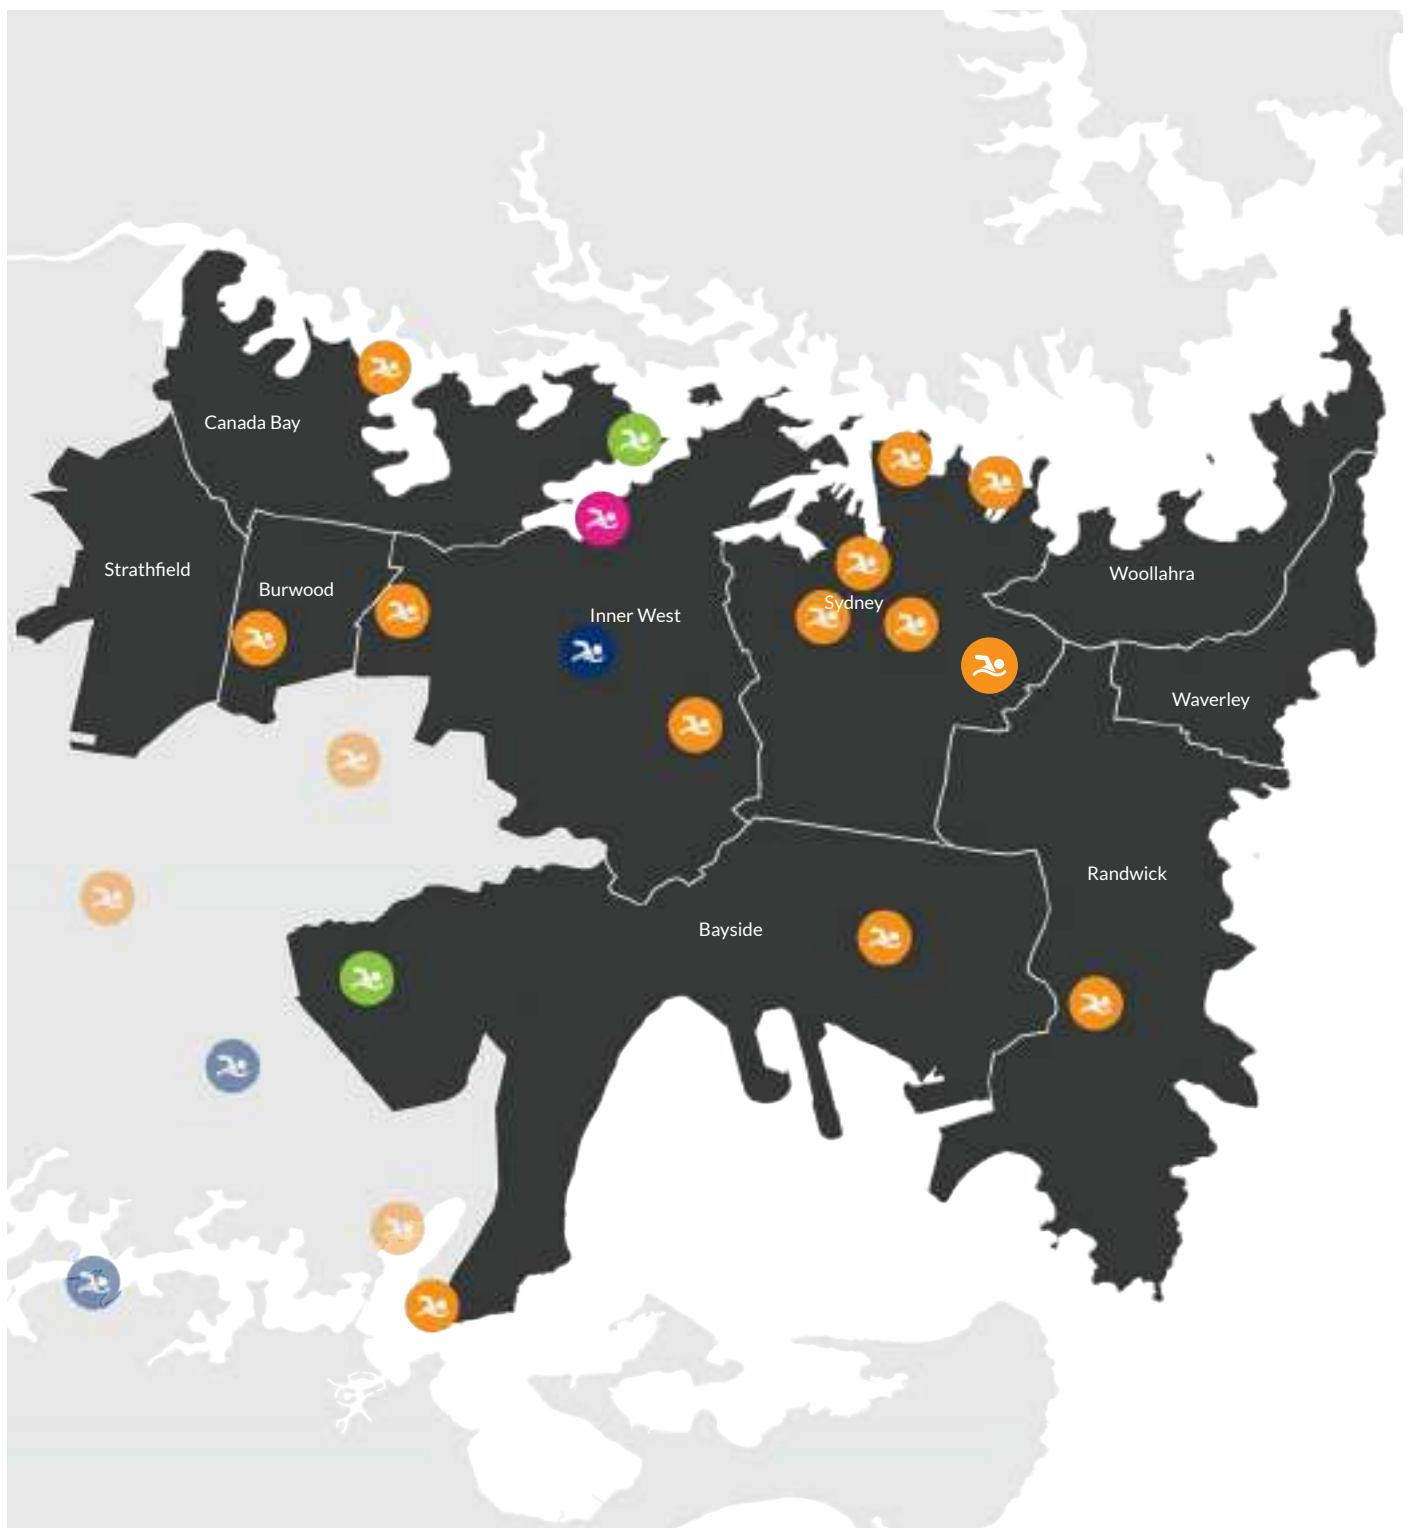 Canada Bay
Strathfield
Burwood
Inner West
Sydney
Woollahra
Waverley
Randwick
Bayside